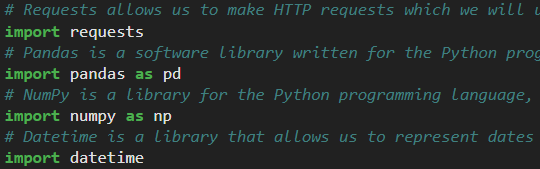 # Requests allows us to make HTTP requests which we will
import requests
# Pandas is a software library written for the Python
import pandas as pd
# NumPy is a library for the Python programming language,
import numpy as np
# Datetime is a library that allows us to represent dates
import datetime